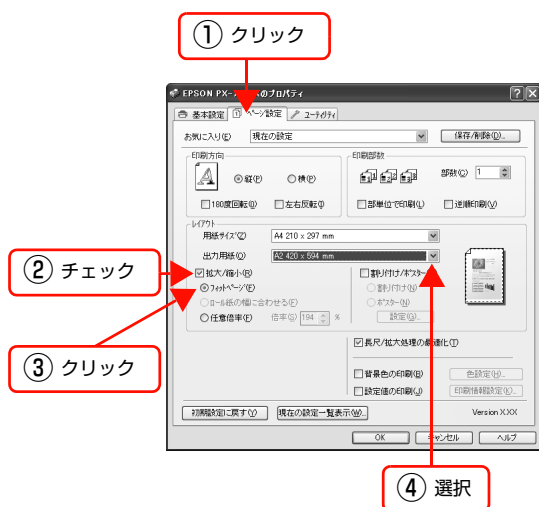 ① クリック
EPSON PX-
のプロパティ
基本設定
ページ設定
ユーティリティ
お気に入り(E)
現在の設定
保存/削除(D)...
印刷方向
縦(P)
横(P)
180度回転(I)
左右反転(I)
印刷部数
部数(C) 1
部単位で印刷(L)
逆順印刷(V)
レイアウト
用紙サイズ(Z)
A4 210 x 297 mm
出力用紙(O)
A2 420 x 594 mm
② チェック
拡大/縮小(R)
フィットページ(F)
ロール紙の幅に合わせる(F)
任意倍率(F)
倍率(S) 194 %
割り付け/ポスター
割り付け(N)
ポスター(N)
設定(G)...
③ クリック
長尺/拡大処理の最適化(T)
背景色の印刷(B)
色設定(H)...
設定値の印刷(J)
印刷情報設定(K)...
初期設定に戻す(Y)
現在の設定一覧表示(W)...
Version X.XX
OK
キャンセル
ヘルプ
④ 選択